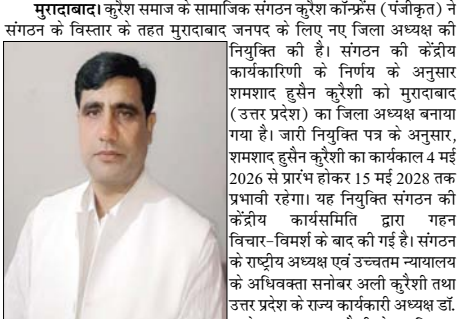 मुरादाबाद। कुरैश समाज के सामाजिक संगठन कुरैश कॉन्फ्रेंस (पंजीकृत) ने
संगठन के विस्तार के तहत मुरादाबाद जनपद के लिए नए जिला अध्यक्ष की
नियुक्ति की है। संगठन की केंद्रीय
कार्यकारिणी के निर्णय के अनुसार
शमशाद हुसैन कुरैशी को मुरादाबाद
(उत्तर प्रदेश) का जिला अध्यक्ष बनाया
गया है। जारी नियुक्ति पत्र के अनुसार,
शमशाद हुसैन कुरैशी का कार्यकाल 4 मई
2026 से प्रारंभ होकर 15 मई 2028 तक
प्रभावी रहेगा। यह नियुक्ति संगठन की
केंद्रीय कार्यसमिति द्वारा गहन
विचार-विमर्श के बाद की गई है। संगठन
के राष्ट्रीय अध्यक्ष एवं उच्चतम न्यायालय
के अधिवक्ता सनोबर अली कुरैशी तथा
उत्तर प्रदेश के राज्य कार्यकारी अध्यक्ष डॉ.